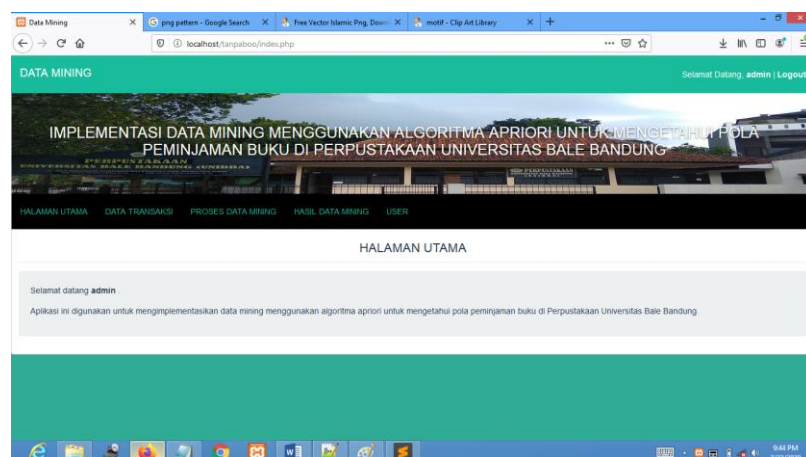 Data Mining
png pattern - Google Search
Free Vector Islamic Png, Down
motif - Clip Art Library
localhost/tanpaboo/index.php
DATA MINING
Selamat Datang, admin | Logout
IMPLEMENTASI DATA MINING MENGGUNAKAN ALGORITMA APRIORI UNTUK MENGETAHUI POLA
PEMINJAMAN BUKU DI PERPUSTAKAAN UNIVERSITAS BALE BANDUNG
PERPUSTAKAAN
UNIVERSITAS BALE BANDUNG (UNIBBA)
HALAMAN UTAMA DATA TRANSAKSI PROSES DATA MINING HASIL DATA MINING USER
HALAMAN UTAMA
Selamat datang admin .
Aplikasi ini digunakan untuk mengimplementasikan data mining menggunakan algoritma apriori untuk mengetahui pola peminjaman buku di Perpustakaan Universitas Bale Bandung.
9:44 PM